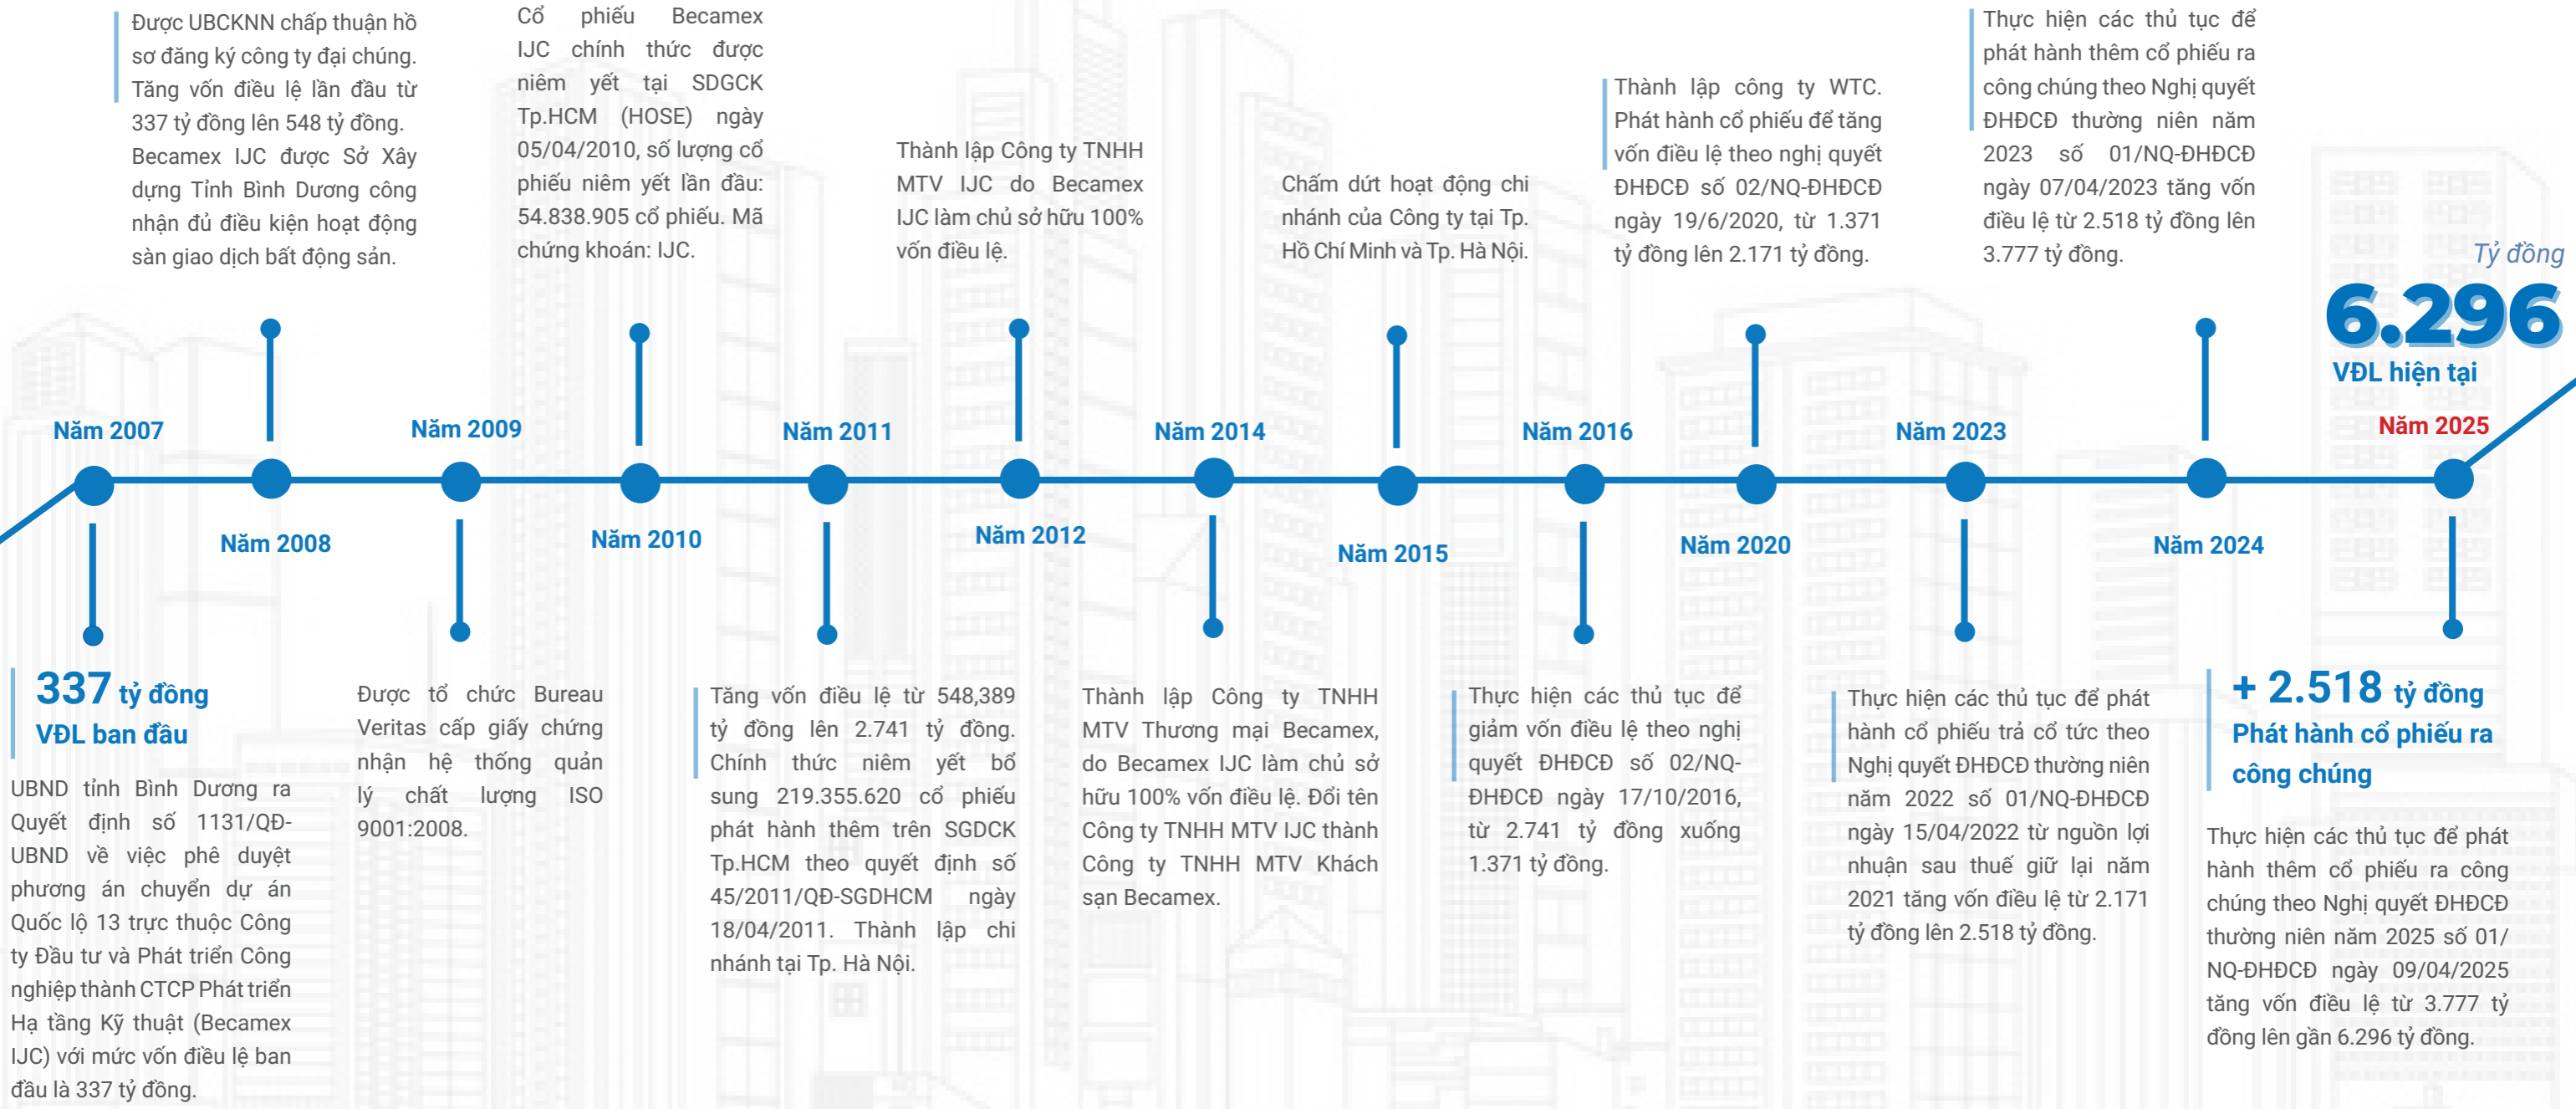 Được UBCKNN chấp thuận hồ
sơ đăng ký công ty đại chúng.
Tăng vốn điều lệ lần đầu từ
337 tỷ đồng lên 548 tỷ đồng.
Becamex IJC được Sở Xây
dựng Tỉnh Bình Dương công
nhận đủ điều kiện hoạt động
sàn giao dịch bất động sản.
Cổ phiếu Becamex
IJC chính thức được
niêm yết tại SDGCK
Tp.HCM (HOSE) ngày
05/04/2010, số lượng cổ
phiếu niêm yết lần đầu:
54.838.905 cổ phiếu. Mã
chứng khoán: IJC.
Thành lập Công ty TNHH
MTV IJC do Becamex
IJC làm chủ sở hữu 100%
vốn điều lệ.
Chấm dứt hoạt động chi
nhánh của Công ty tại Tp.
Hồ Chí Minh và Tp. Hà Nội.
Thành lập công ty WTC.
Phát hành cổ phiếu để tăng
vốn điều lệ theo nghị quyết
ĐHĐCĐ số 02/NQ-ĐHĐCĐ
ngày 19/6/2020, từ 1.371
tỷ đồng lên 2.171 tỷ đồng.
Thực hiện các thủ tục để
phát hành thêm cổ phiếu ra
công chúng theo Nghị quyết
ĐHĐCĐ thường niên năm
2023 số 01/NQ-ĐHĐCĐ
ngày 07/04/2023 tăng vốn
điều lệ từ 2.518 tỷ đồng lên
3.777 tỷ đồng.
Tỷ đồng
6.296
VĐL hiện tại
Năm 2007
Năm 2008
Năm 2009
Năm 2010
Năm 2011
Năm 2012
Năm 2014
Năm 2015
Năm 2016
Năm 2020
Năm 2023
Năm 2024
Năm 2025
337 tỷ đồng
VĐL ban đầu
UBND tỉnh Bình Dương ra
Quyết định số 1131/QĐ-
UBND về việc phê duyệt
phương án chuyển dự án
Quốc lộ 13 trực thuộc Công
ty Đầu tư và Phát triển Công
nghiệp thành CTCP Phát triển
Hạ tầng Kỹ thuật (Becamex
IJC) với mức vốn điều lệ ban
đầu là 337 tỷ đồng.
Được tổ chức Bureau
Veritas cấp giấy chứng
nhận hệ thống quản
lý chất lượng ISO
9001:2008.
Tăng vốn điều lệ từ 548,389
tỷ đồng lên 2.741 tỷ đồng.
Chính thức niêm yết bổ
sung 219.355.620 cổ phiếu
phát hành thêm trên SGDCK
Tp.HCM theo quyết định số
45/2011/QĐ-SGDHCM ngày
18/04/2011. Thành lập chi
nhánh tại Tp. Hà Nội.
Thành lập Công ty TNHH
MTV Thương mại Becamex,
do Becamex IJC làm chủ sở
hữu 100% vốn điều lệ. Đổi tên
Công ty TNHH MTV IJC thành
Công ty TNHH MTV Khách
sạn Becamex.
Thực hiện các thủ tục để
giảm vốn điều lệ theo nghị
quyết ĐHĐCĐ số 02/NQ-
ĐHĐCĐ ngày 17/10/2016,
từ 2.741 tỷ đồng xuống
1.371 tỷ đồng.
Thực hiện các thủ tục để phát
hành cổ phiếu trả cổ tức theo
Nghị quyết ĐHĐCĐ thường niên
năm 2022 số 01/NQ-ĐHĐCĐ
ngày 15/04/2022 từ nguồn lợi
nhuận sau thuế giữ lại năm
2021 tăng vốn điều lệ từ 2.171
tỷ đồng lên 2.518 tỷ đồng.
+ 2.518 tỷ đồng
Phát hành cổ phiếu ra
công chúng
Thực hiện các thủ tục để phát
hành thêm cổ phiếu ra công
chúng theo Nghị quyết ĐHĐCĐ
thường niên năm 2025 số 01/
NQ-ĐHĐCĐ ngày 09/04/2025
tăng vốn điều lệ từ 3.777 tỷ
đồng lên gần 6.296 tỷ đồng.